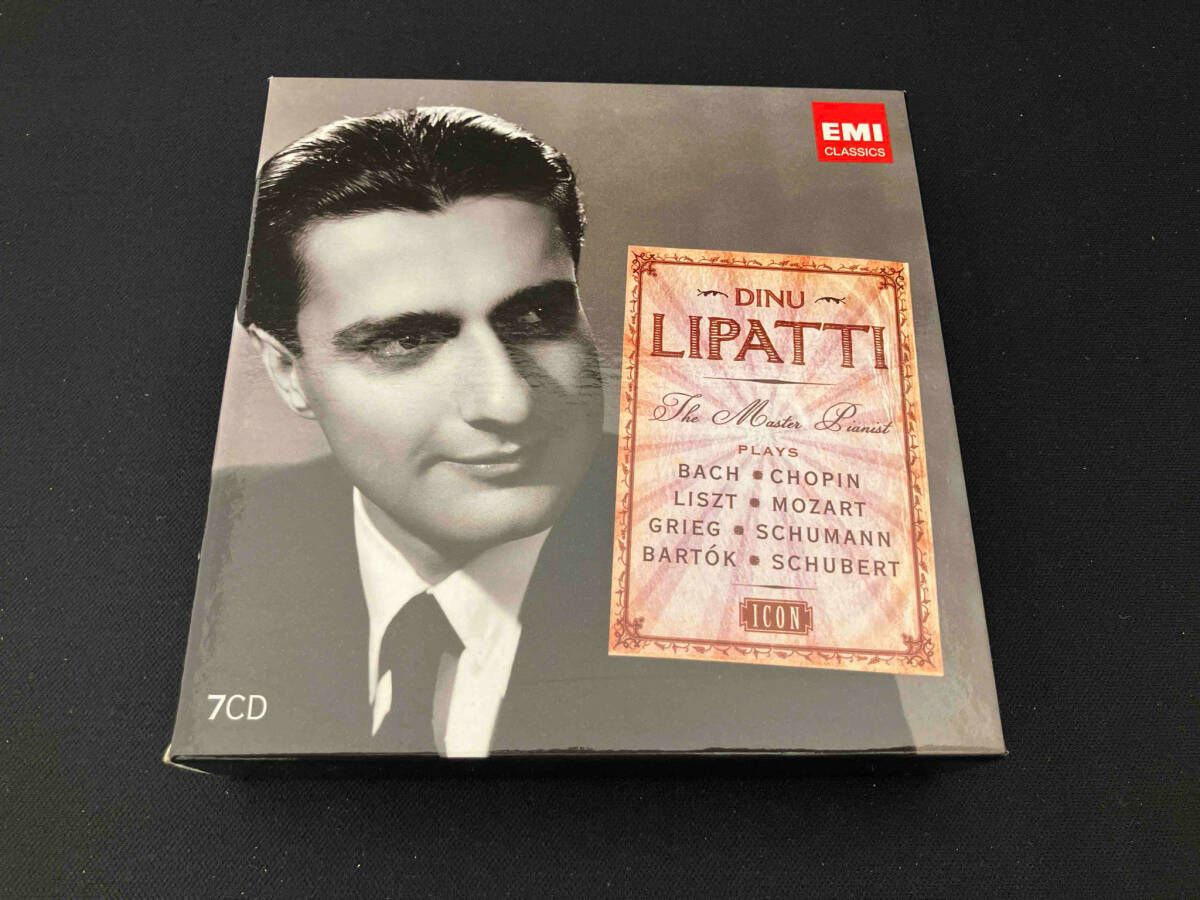 EMI
CLASSICS
DINU
LIPATTI
The Master Pianist
PLAYS
BACH • CHOPIN
LISZT • MOZART
GRIEG • SCHUMANN
BARTÓK • SCHUBERT
ICON
7CD